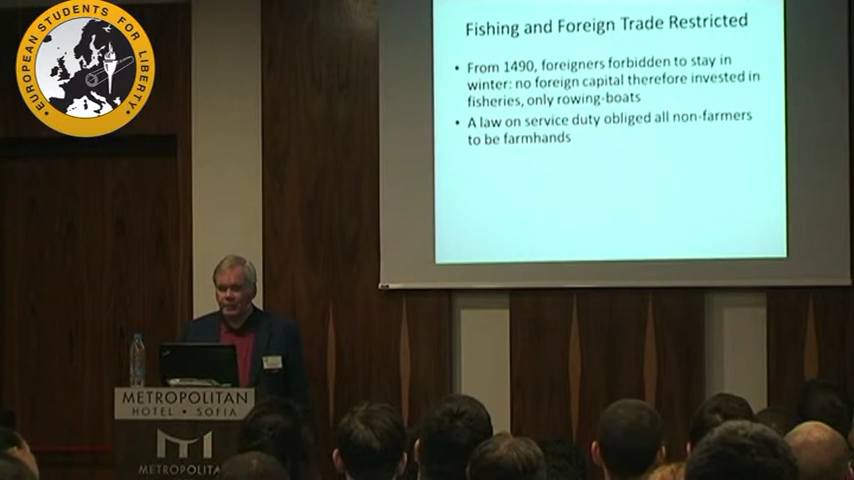 • EUROPEAN STUDENTS FOR LIBERTY •
Fishing and Foreign Trade Restricted
• From 1490, foreigners forbidden to stay in
winter: no foreign capital therefore invested in
fisheries, only rowing-boats
• A law on service duty obliged all non-farmers
to be farmhands
METROPOLITAN
HOTEL • SOFIA